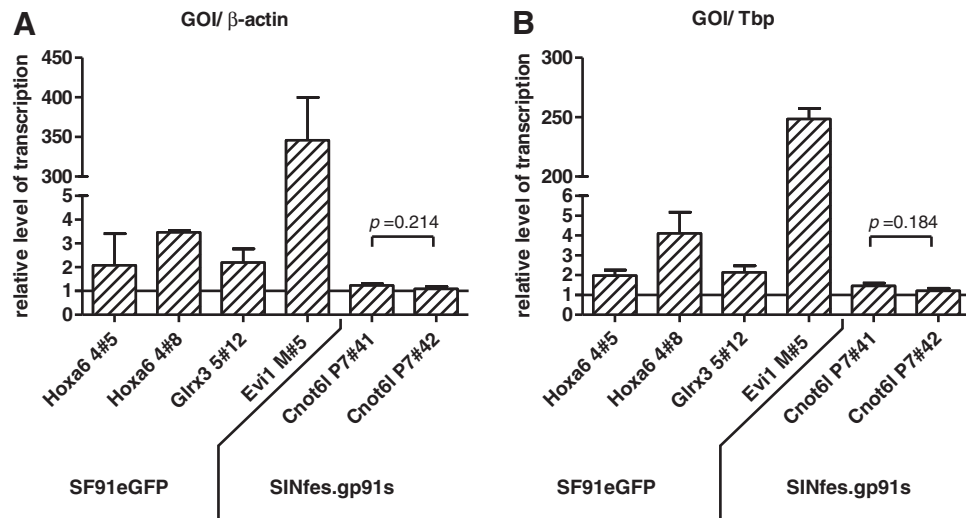 A
GOI/ β-actin
relative level of transcription
450
400
350
300
5
4
3
2
1
0
p=0.214
Hoxa6 4#5
Hoxa6 4#8
Glrx3 5#12
Evi1 M#5
Cnot6l P7#41
Cnot6l P7#42
SF91eGFP
SINfes.gp91s
B
GOI/ Tbp
relative level of transcription
300
250
200
6
5
4
3
2
1
0
p=0.184
Hoxa6 4#5
Hoxa6 4#8
Glrx3 5#12
Evi1 M#5
Cnot6l P7#41
Cnot6l P7#42
SF91eGFP
SINfes.gp91s